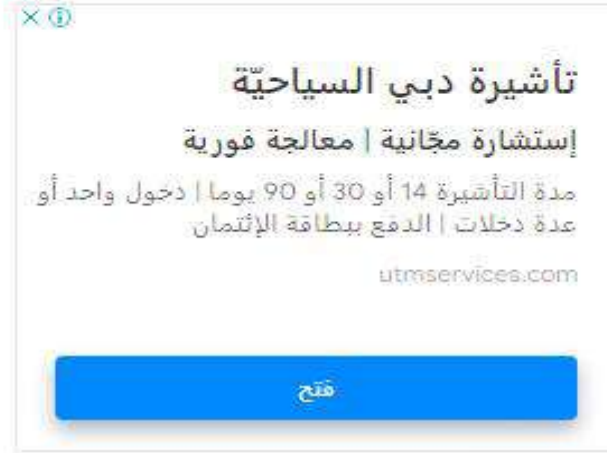 تأشيرة دبي السياحيّة
إستشارة مجّانية | معالجة فورية
مدة التأشيرة 14 أو 30 أو 90 يوما | دخول واحد أو
عدة دخلات | الدفع ببطاقة الإئتمان
utmservices.com
فتح